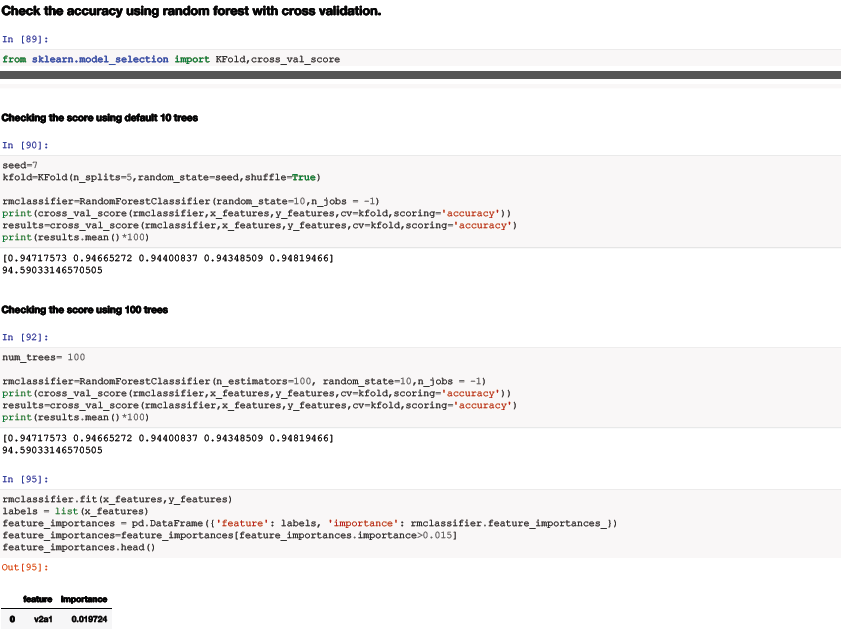 Check the accuracy using random forest with cross validation.
In [89]:
from sklearn.model_selection import KFold,cross_val_score
Checking the score using default 10 trees
In [90]:
seed=7
kfold=KFold(n_splits=5,random_state=seed,shuffle=True)
rmclassifier=RandomForestClassifier(random_state=10,n_jobs = -1)
print(cross_val_score(rmclassifier,x_features,y_features,cv=kfold,scoring='accuracy'))
results=cross_val_score(rmclassifier,x_features,y_features,cv=kfold,scoring='accuracy')
print(results.mean()*100)
[0.94717573 0.94665272 0.94400837 0.94348509 0.94819466]
94.59033146570505
Checking the score using 100 trees
In [92]:
num_trees= 100
rmclassifier=RandomForestClassifier(n_estimators=100, random_state=10,n_jobs = -1)
print(cross_val_score(rmclassifier,x_features,y_features,cv=kfold,scoring='accuracy'))
results=cross_val_score(rmclassifier,x_features,y_features,cv=kfold,scoring='accuracy')
print(results.mean()*100)
[0.94717573 0.94665272 0.94400837 0.94348509 0.94819466]
94.59033146570505
In [95]:
rmclassifier.fit(x_features,y_features)
labels = list(x_features)
feature_importances = pd.DataFrame({'feature': labels, 'importance': rmclassifier.feature_importances_})
feature_importances=feature_importances[feature_importances.importance>0.015]
feature_importances.head()
Out[95]:
feature importance
0 v2a1 0.019724